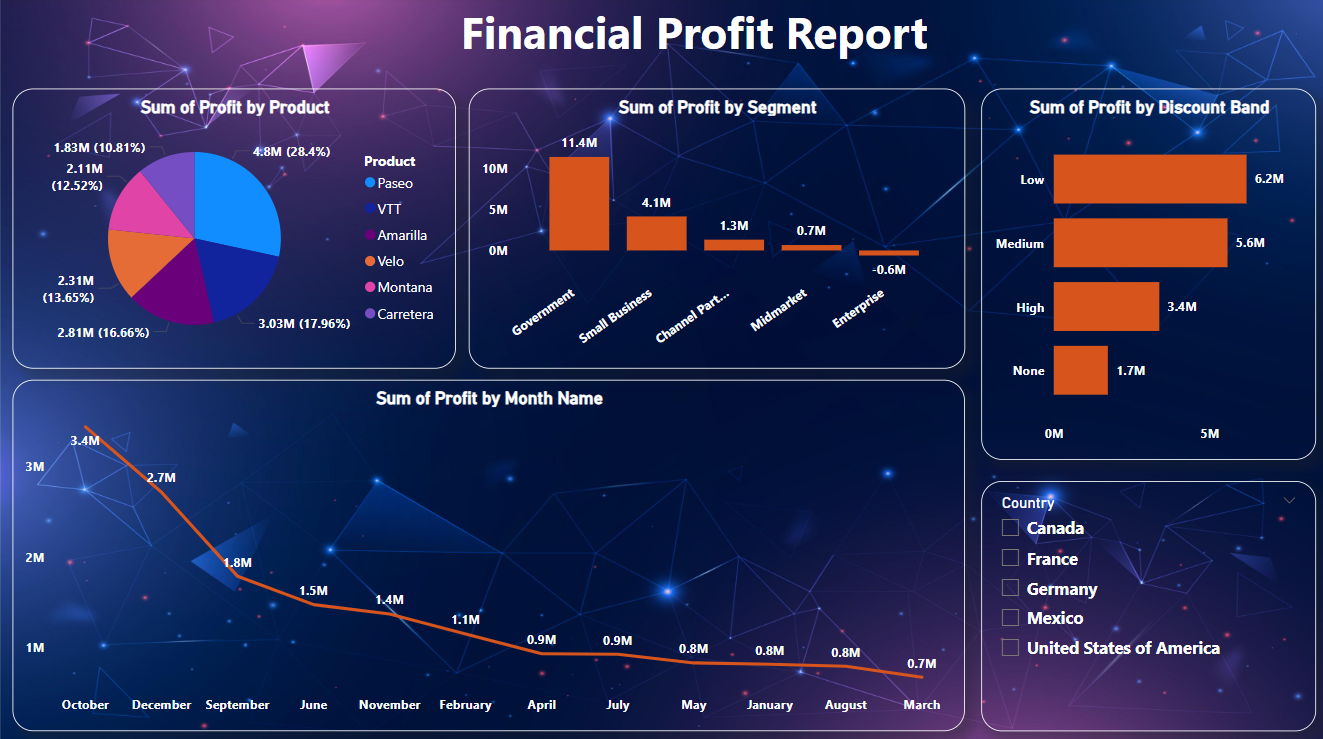 Financial Profit Report
Sum of Profit by Product
1.83M (10.81%)
2.11M
(12.52%)
2.31M
(13.65%)
2.81M (16.66%)
4.8M (28.4%)
3.03M (17.96%)
Product
Paseo
VTT
Amarilla
Velo
Montana
Carretera
Sum of Profit by Segment
10M
5M
0M
11.4M
4.1M
1.3M
0.7M
-0.6M
Government
Small Business
Channel Part...
Midmarket
Enterprise
Sum of Profit by Discount Band
Low
6.2M
Medium
5.6M
High
3.4M
None
1.7M
0M
5M
Sum of Profit by Month Name
3M
2M
1M
3.4M
2.7M
1.8M
1.5M
1.4M
1.1M
0.9M
0.9M
0.8M
0.8M
0.8M
0.7M
October
December
September
June
November
February
April
July
May
January
August
March
Country
Canada
France
Germany
Mexico
United States of America